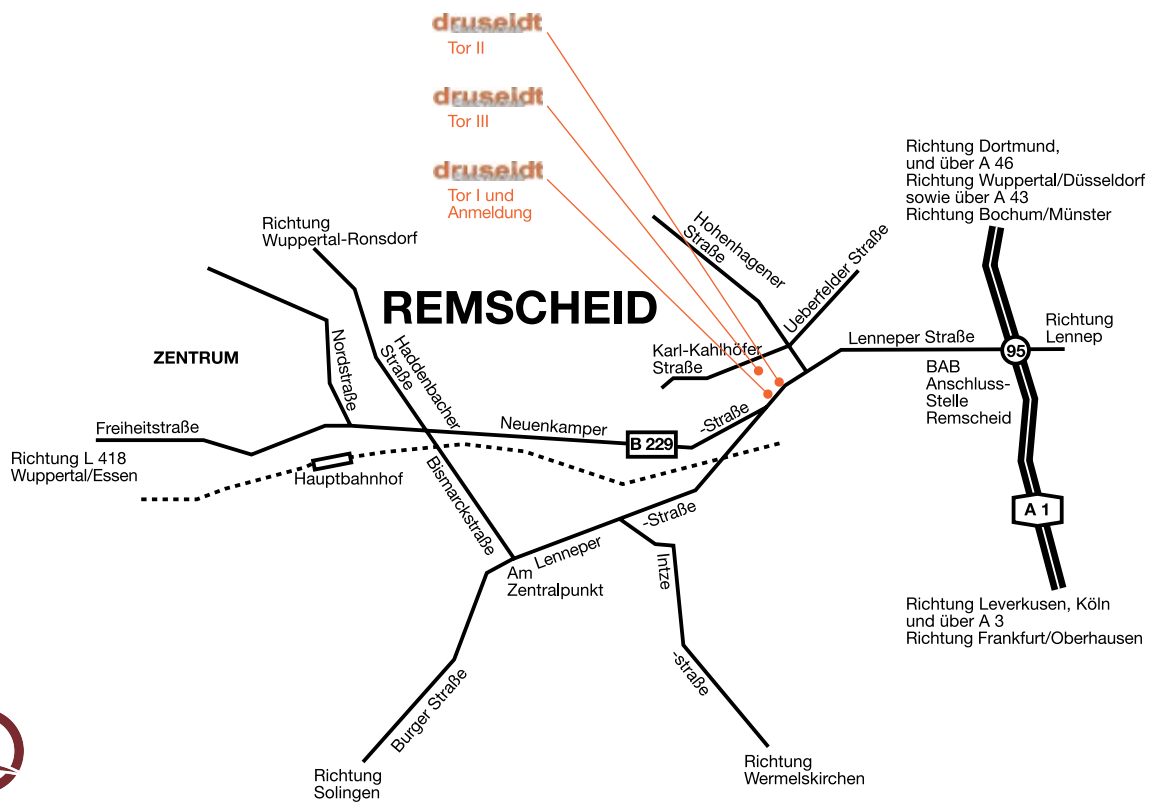 druseidt
Tor II
druseidt
Tor III
druseidt
Tor I und
Anmeldung
Richtung Dortmund,
und über A 46
Richtung Wuppertal/Düsseldorf
sowie über A 43
Richtung Bochum/Münster
Richtung
Wuppertal-Ronsdorf
Hohenhagener
Straße
Ueberfelder Straße
REMSCHEID
Lenneper Straße
Richtung
Lennep
95
ZENTRUM
Nordstraße
Haddenbacher
Straße
Karl-Kahlhöfer
Straße
BAB
Anschluss-
Stelle
Remscheid
Freiheitstraße
Neuenkamper
B 229
-Straße
Richtung L 418
Wuppertal/Essen
Hauptbahnhof
Bismarckstraße
A 1
Lenneper
-Straße
Am
Zentralpunkt
Intze
-straße
Richtung Leverkusen, Köln
und über A 3
Richtung Frankfurt/Oberhausen
Burger Straße
Richtung
Solingen
Richtung
Wermelskirchen